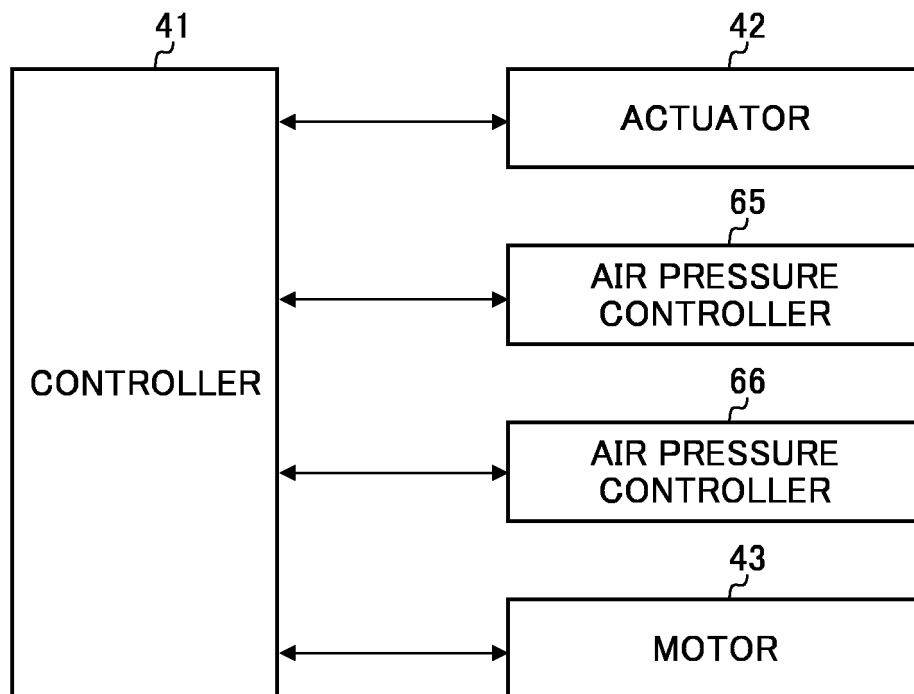 41
CONTROLLER
42
ACTUATOR
65
AIR PRESSURE
CONTROLLER
66
AIR PRESSURE
CONTROLLER
43
MOTOR